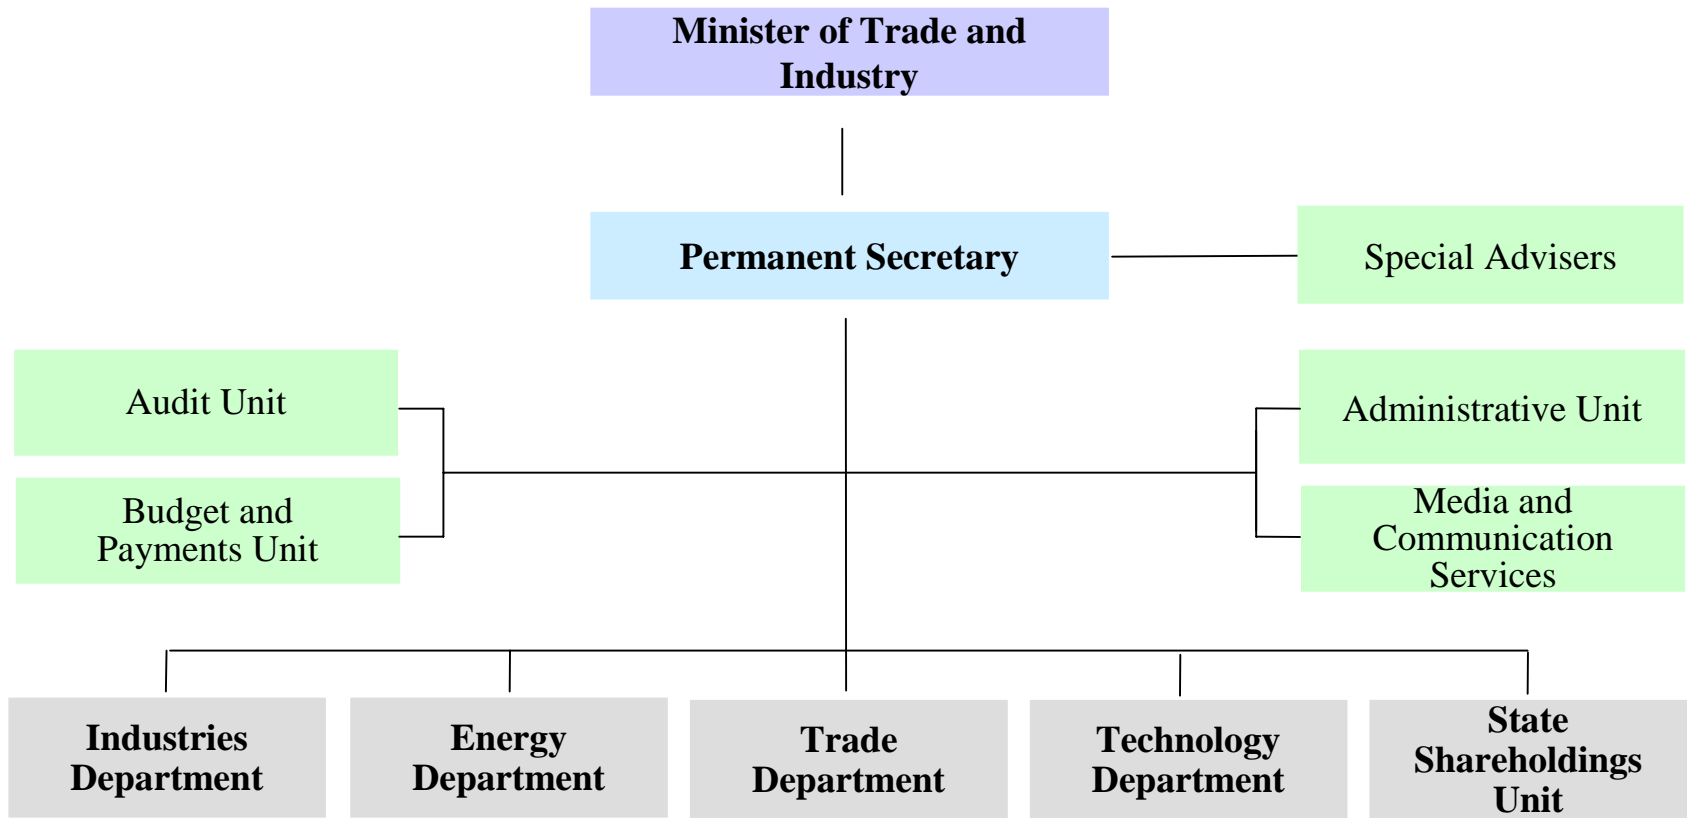 Minister of Trade and
Industry
Permanent Secretary
Special Advisers
Audit Unit
Administrative Unit
Budget and
Payments Unit
Media and
Communication
Services
Industries
Department
Energy
Department
Trade
Department
Technology
Department
State
Shareholdings
Unit